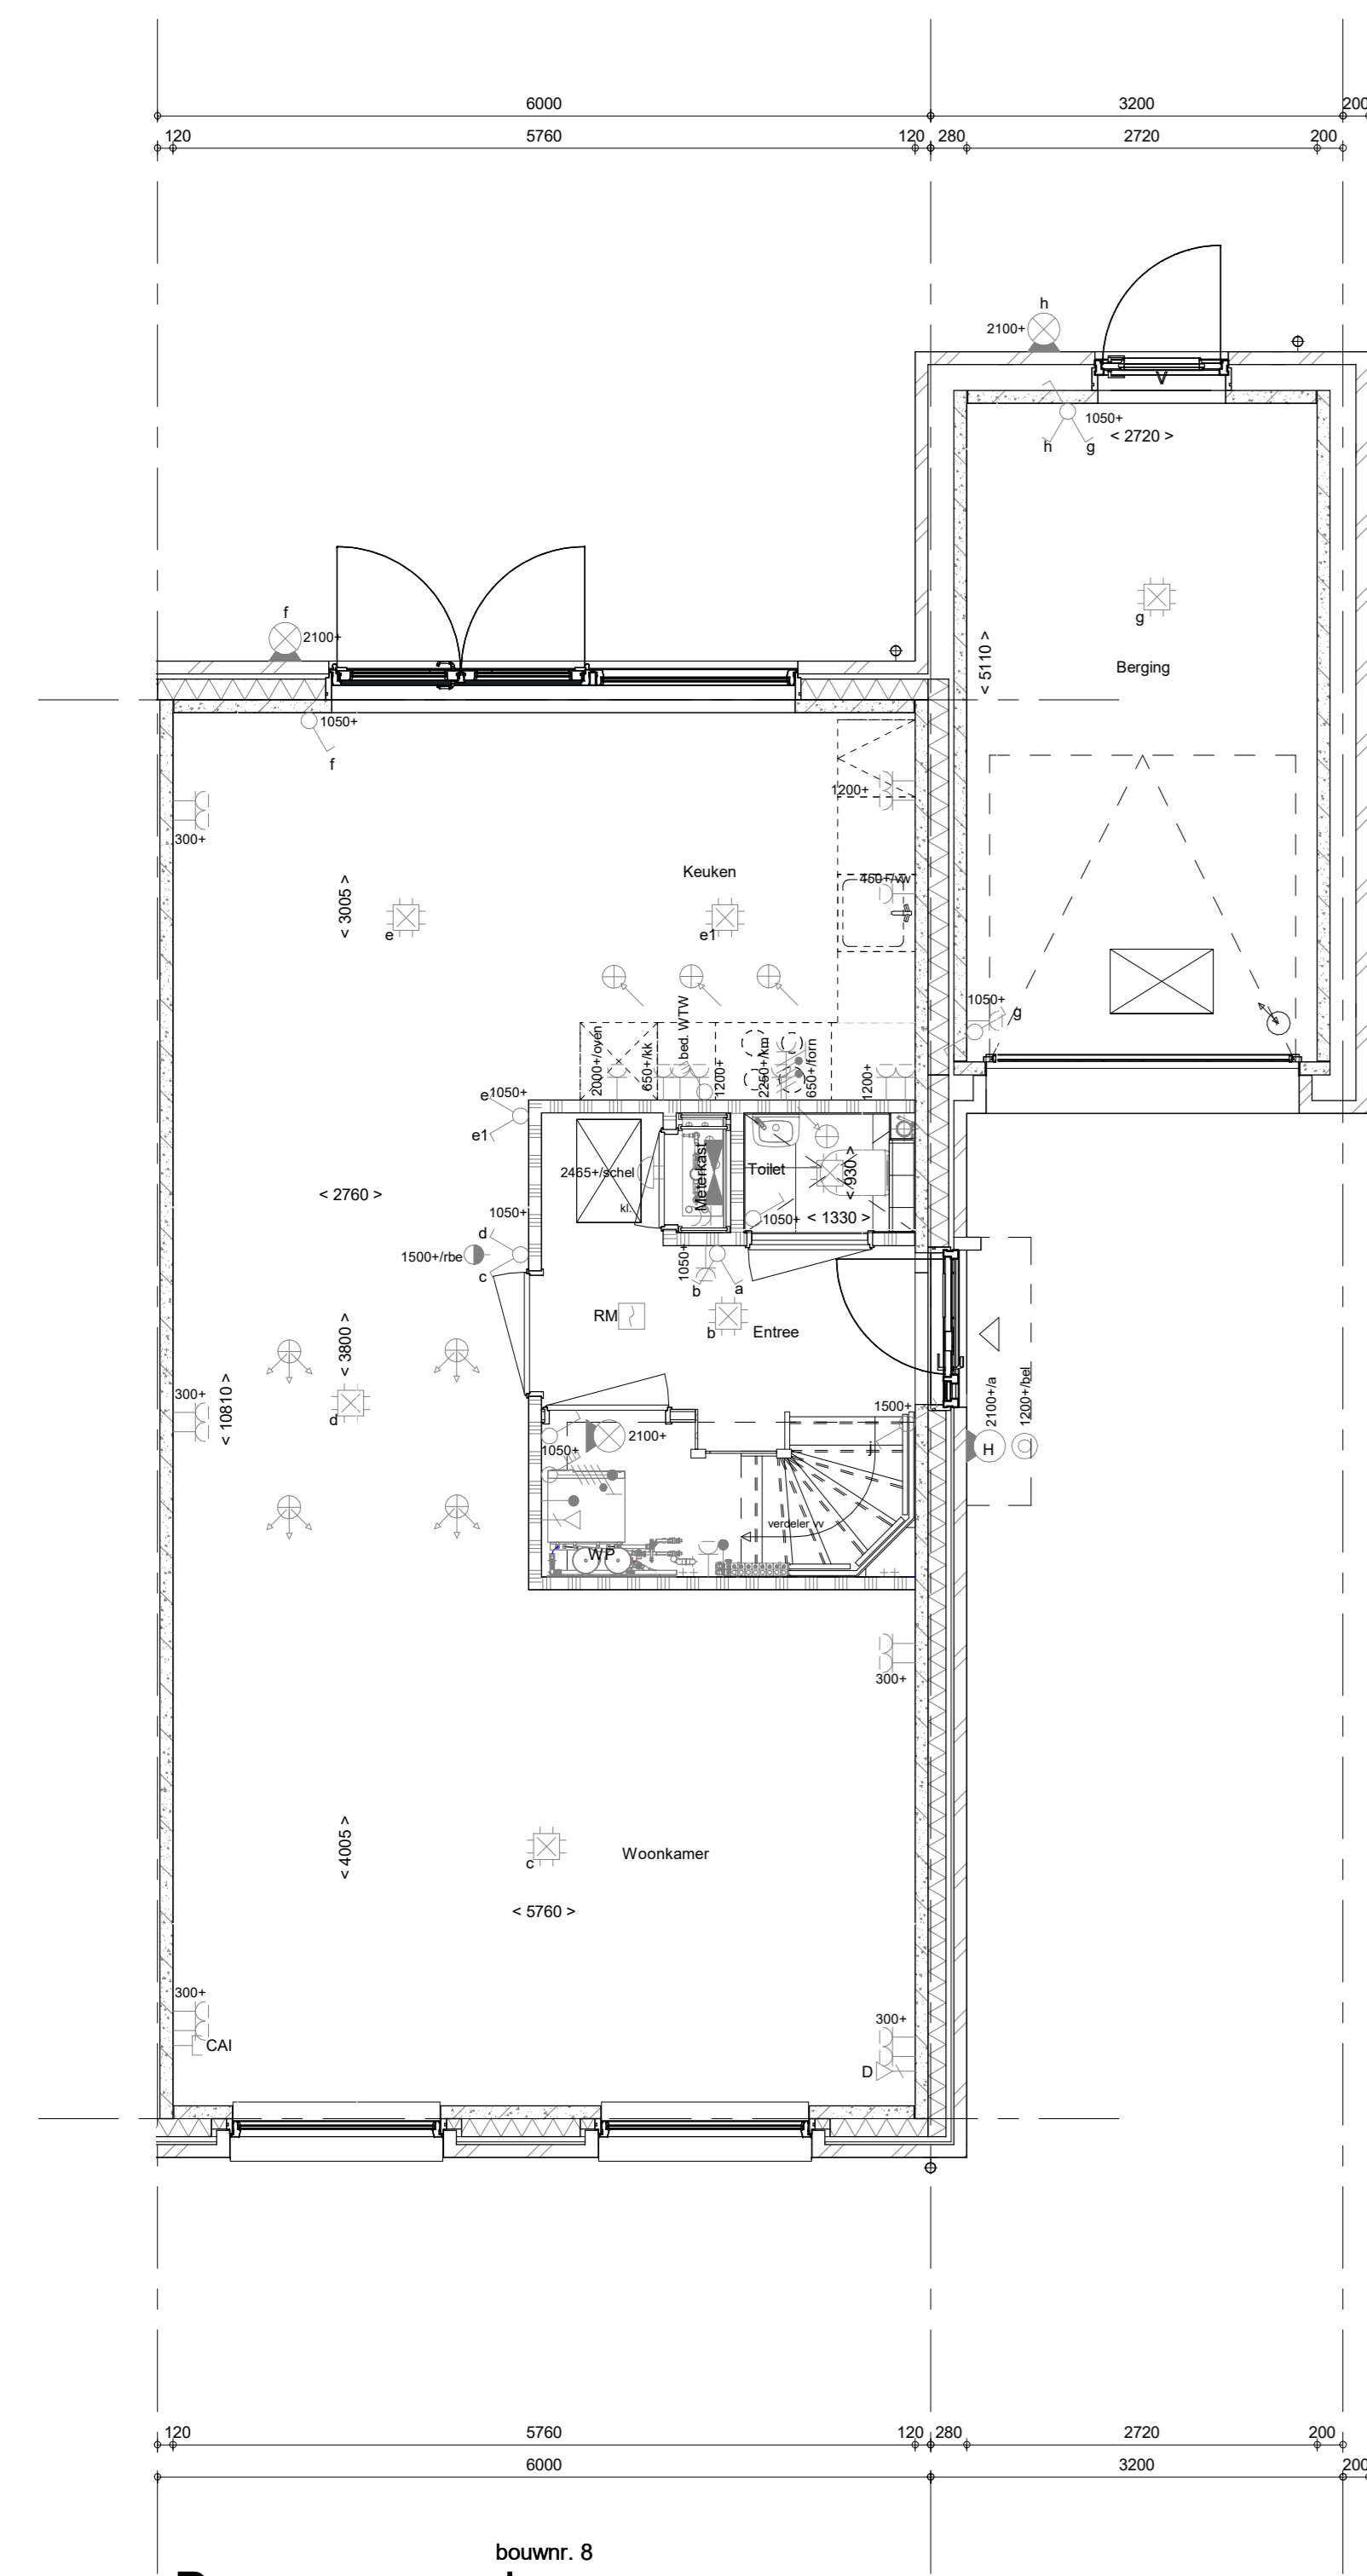 6000
3200
200
120
5760
120
280
2720
200
h
2100+
V
1050+
h
g
< 2720 >
g
Berging
< 5110 >
f
2100+
1050+
f
300+
1200+
Keuken
450+/vw
< 3005 >
e
e1
1050+
g
2000+/oven
650+/kk
bed. WTW
1200+
2250+/km
650+/forn
1200+
e
1050+
e1
2465+/schel
kl.
Meterkast
Toilet
< 930 >
1050+
< 1330 >
< 2760 >
1050+
d
1500+/rbe
c
1050+
b
a
RM
b
Entree
< 3800 >
< 10810 >
300+
d
2100+/a
1200+/bel
H
1500+
2100+
1050+
verdeler vv
WP
300+
< 4005 >
c
Woonkamer
< 5760 >
300+
CAI
300+
D
120
5760
120
280
2720
200
6000
3200
200
bouwnr. 8